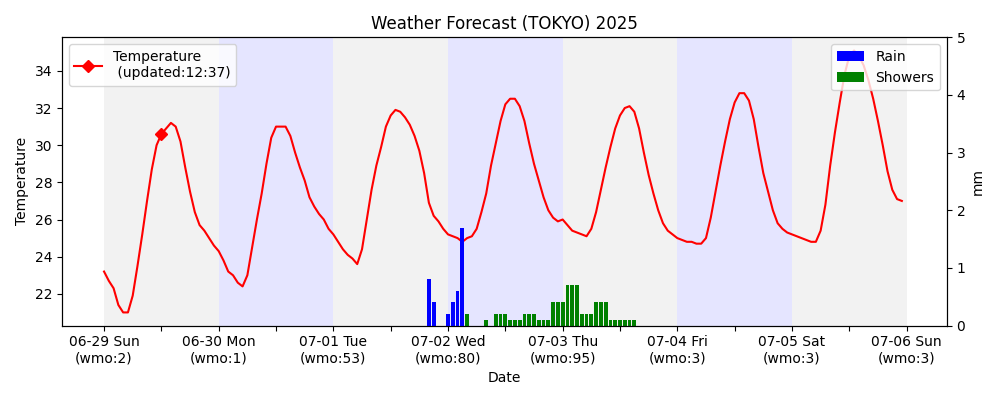 Weather Forecast (TOKYO) 2025
Temperature
(updated:12:37)
Rain
Showers
Temperature
34
32
30
28
26
24
22
5
4
3
2
1
0
mm
06-29 Sun
(wmo:2)
06-30 Mon
(wmo:1)
07-01 Tue
(wmo:53)
07-02 Wed
(wmo:80)
07-03 Thu
(wmo:95)
07-04 Fri
(wmo:3)
07-05 Sat
(wmo:3)
07-06 Sun
(wmo:3)
Date